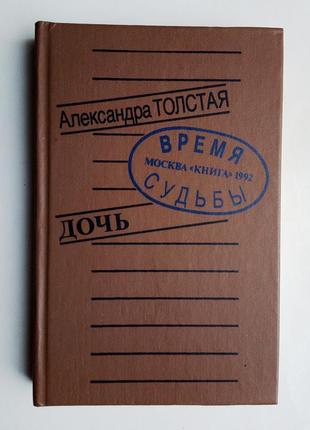 Александра ТОЛСТАЯ
ВРЕМЯ
МОСКВА «КНИГА» 1992
СУДЬБЫ
ДОЧЬ